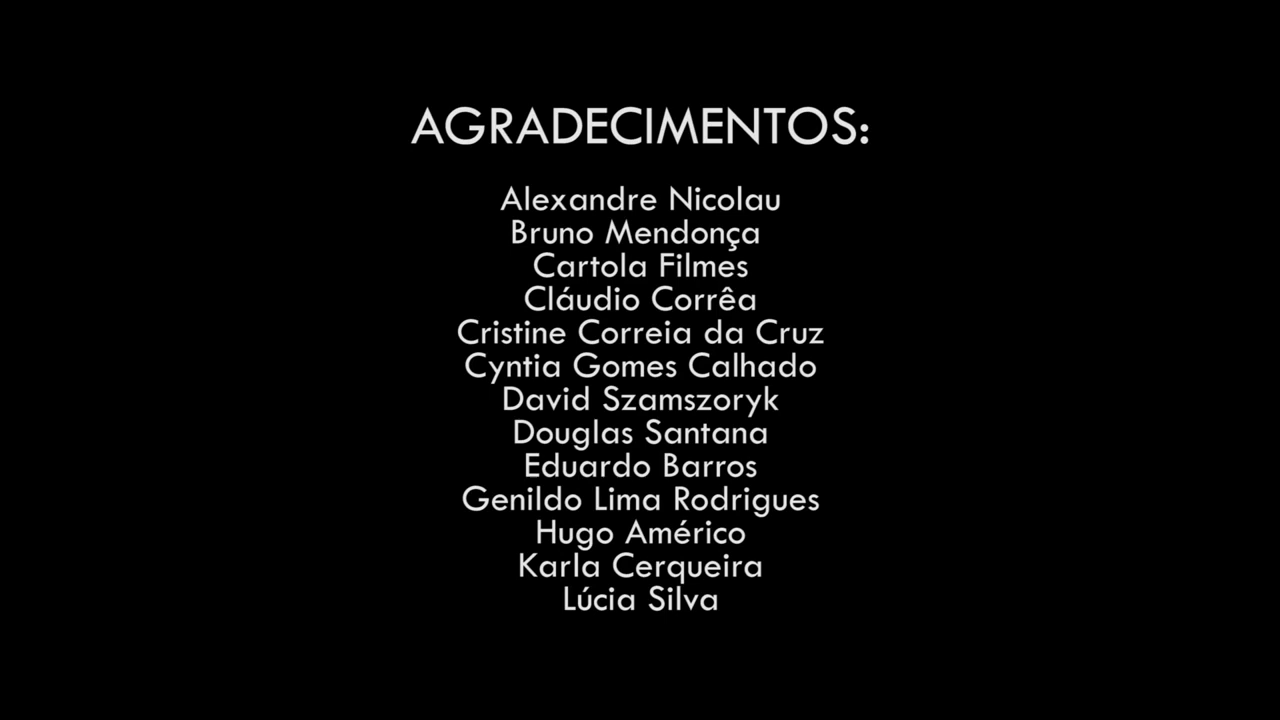 AGRADECIMENTOS:
Alexandre Nicolau
Bruno Mendonça
Cartola Filmes
Cláudio Corrêa
Cristine Correia da Cruz
Cyntia Gomes Calhado
David Szamszoryk
Douglas Santana
Eduardo Barros
Genildo Lima Rodrigues
Hugo Américo
Karla Cerqueira
Lúcia Silva